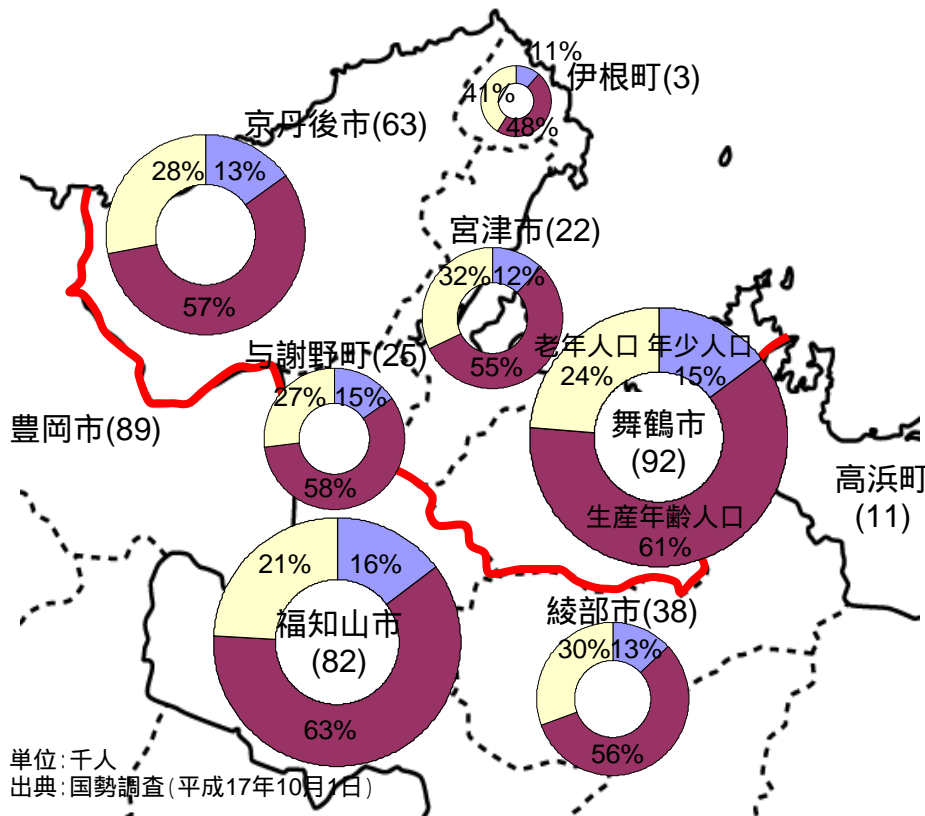 11%
伊根町(3)
41%
48%
京丹後市(63)
28%
13%
57%
宮津市(22)
32%
12%
55%
与謝野町(25)
27%
15%
58%
老年人口
年少人口
24%
15%
舞鶴市
(92)
生産年齢人口
61%
豊岡市(89)
高浜町
(11)
21%
16%
福知山市
(82)
63%
綾部市(38)
30%
13%
56%
単位:千人
出典:国勢調査(平成17年10月1日)